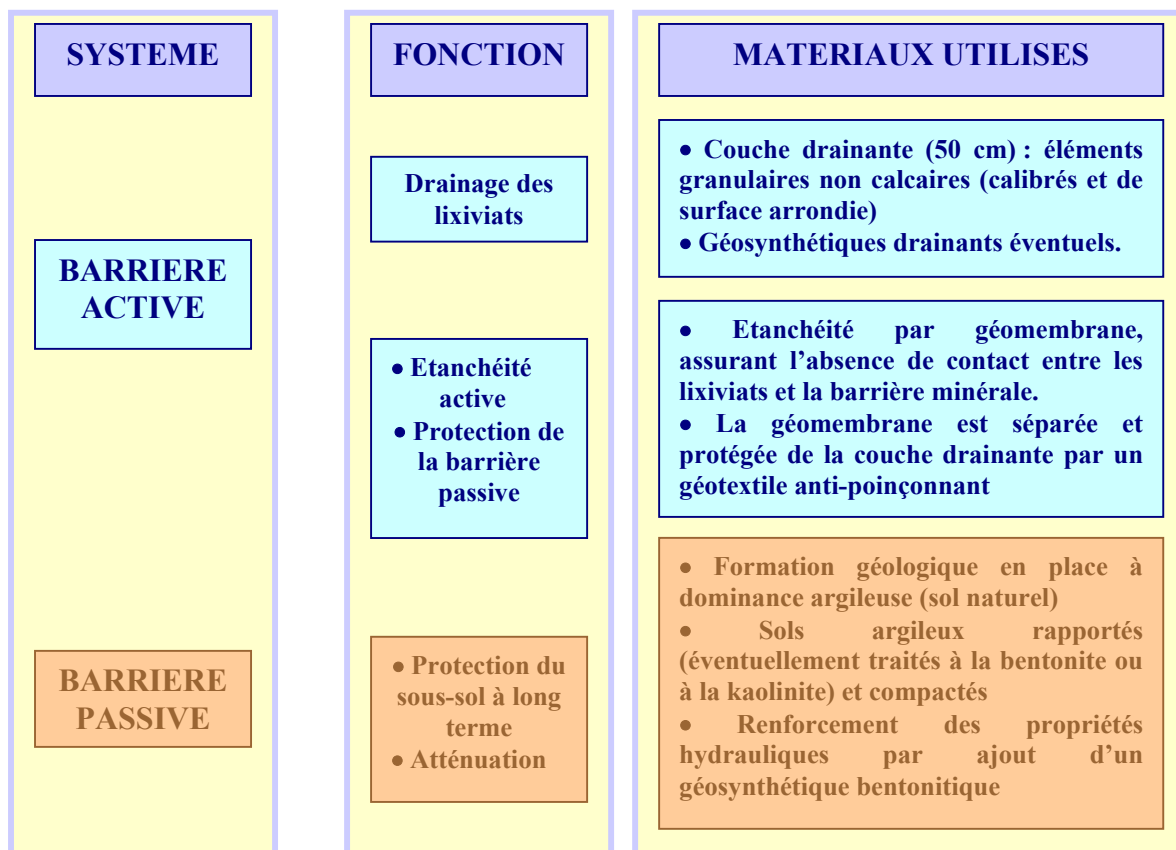 SYSTEME
FONCTION
MATERIAUX UTILISES
BARRIERE
ACTIVE
Drainage des
lixiviats
• Couche drainante (50 cm) : éléments
granulaires non calcaires (calibrés et de
surface arrondie)
• Géosynthétiques drainants éventuels.
• Etanchéité
active
• Protection de
la barrière
passive
• Etanchéité par géomembrane,
assurant l’absence de contact entre les
lixiviats et la barrière minérale.
• La géomembrane est séparée et
protégée de la couche drainante par un
géotextile anti-poinçonnant
BARRIERE
PASSIVE
• Protection du
sous-sol à long
terme
• Atténuation
• Formation géologique en place à
dominance argileuse (sol naturel)
• Sols argileux rapportés
(éventuellement traités à la bentonite ou
à la kaolinite) et compactés
• Renforcement des propriétés
hydrauliques par ajout d’un
géosynthétique bentonitique